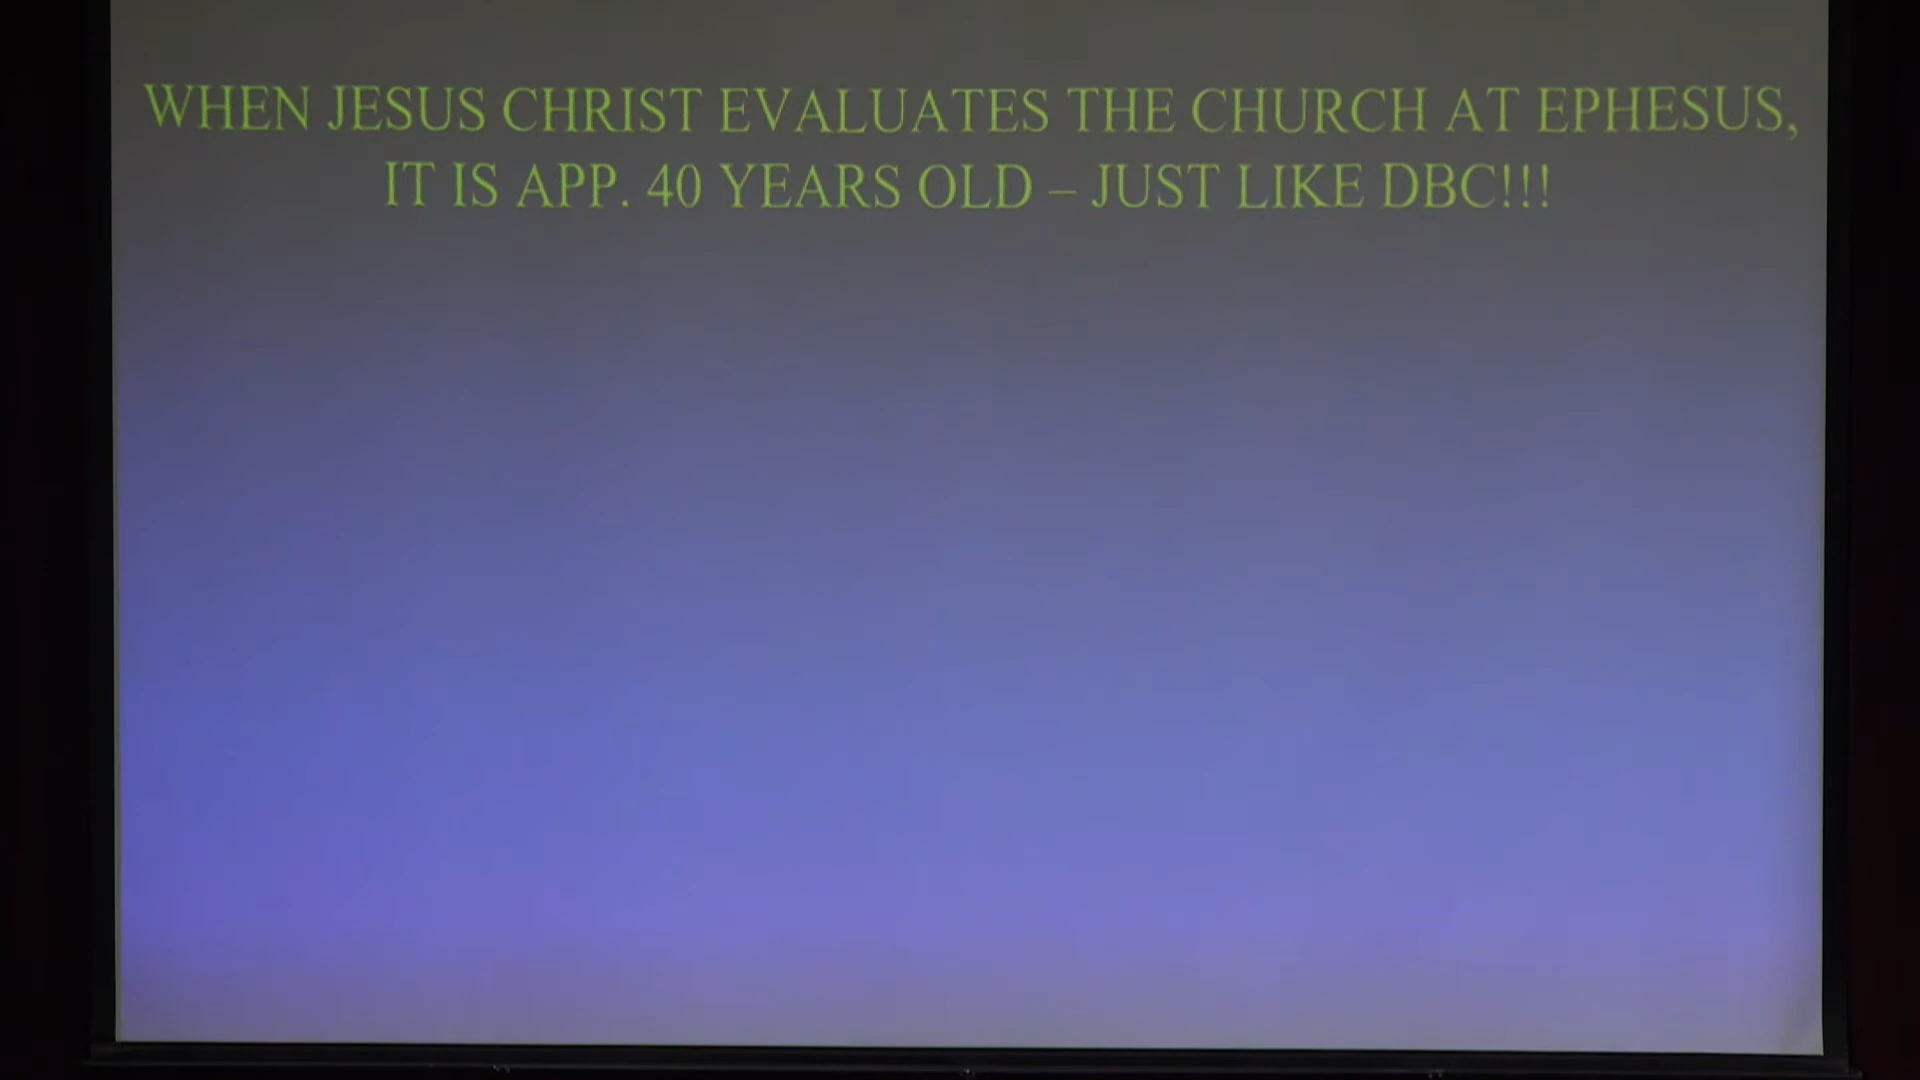 WHEN JESUS CHRIST EVALUATES THE CHURCH AT EPHESUS,
IT IS APP. 40 YEARS OLD – JUST LIKE DBC!!!